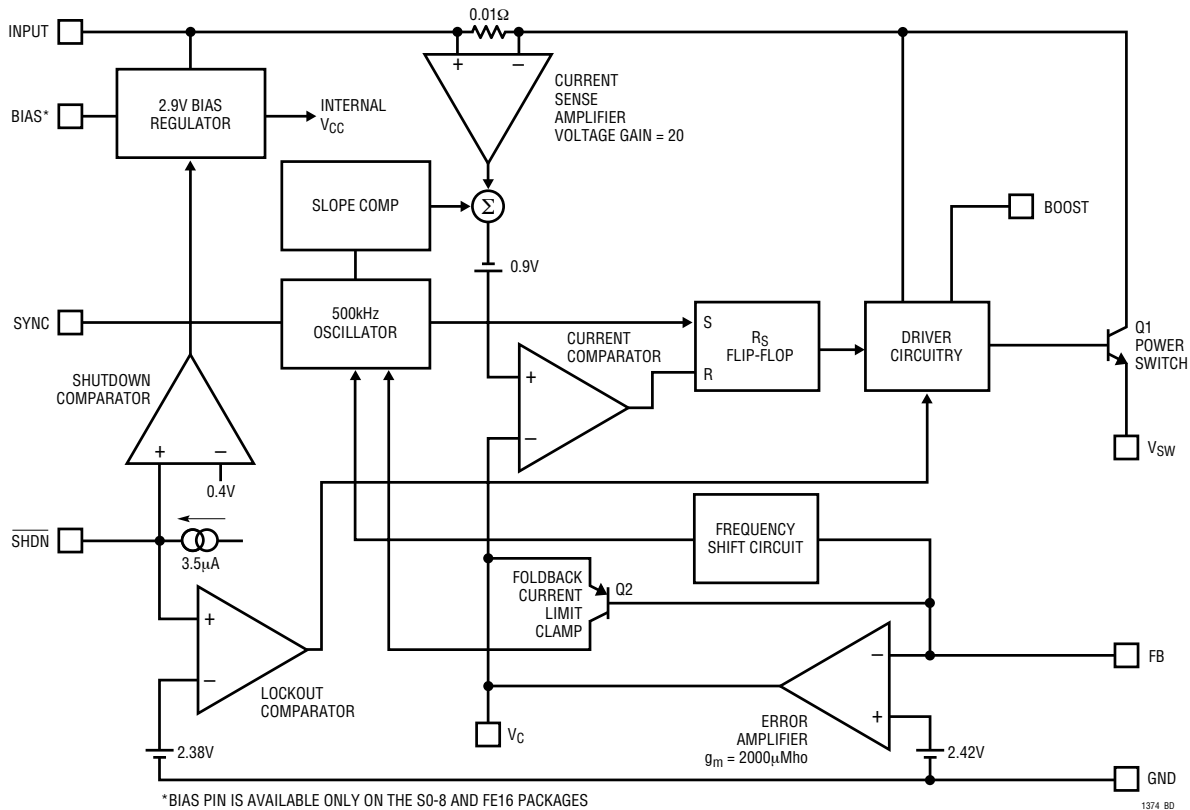 0.01Ω
INPUT
+
–
2.9V BIAS
REGULATOR
INTERNAL
VCC
BIAS*
CURRENT
SENSE
AMPLIFIER
VOLTAGE GAIN = 20
SLOPE COMP
Σ
BOOST
0.9V
SYNC
500kHz
OSCILLATOR
S
RS
FLIP-FLOP
R
DRIVER
CIRCUITRY
Q1
POWER
SWITCH
CURRENT
COMPARATOR
+
–
SHUTDOWN
COMPARATOR
+
–
0.4V
VSW
SHDN
3.5µA
FREQUENCY
SHIFT CIRCUIT
FOLDBACK
CURRENT
LIMIT
CLAMP
Q2
+
–
LOCKOUT
COMPARATOR
–
+
FB
ERROR
AMPLIFIER
gm = 2000µMho
VC
2.38V
2.42V
GND
*BIAS PIN IS AVAILABLE ONLY ON THE S0-8 AND FE16 PACKAGES
1374 BD